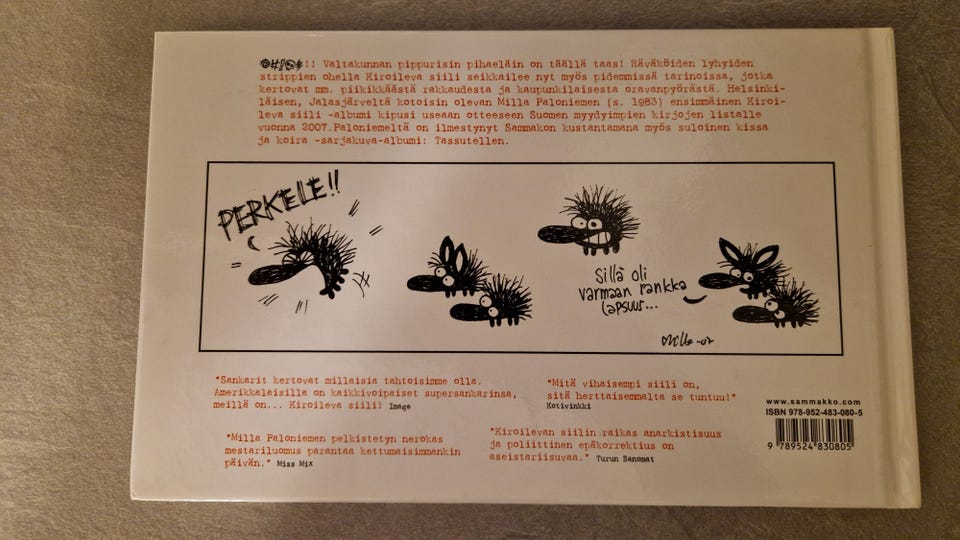 @#!@*!! Valtakunnan pippurisin pihaeläin on täällä taas! Räväköiden lyhyiden
strippien ohella Kiroileva siili seikkailee nyt myös pidemmissä tarinoissa, jotka
kertovat mm. piikikkäästä rakkaudesta ja kaupunkilaisesta oravanpyörästä. Helsinki-
läisen, Jalasjärveltä kotoisin olevan Milla Paloniemen (s. 1983) ensimmäinen Kiroi-
leva siili -albumi kipusi useaan otteeseen Suomen myydyimpien kirjojen listalle
vuonna 2007.Paloniemeltä on ilmestynyt Sammakon kustantamana myös suloinen kissa
ja koira -sarjakuva-albumi: Tassutellen.
PERKELE!!
Sillä oli
varmaan rankka
lapsuus...
Milla -07
"Sankarit kertovat millaisia tahtoisimme olla.
Amerikkalaisilla on kaikkivoipaiset supersankarinsa,
meillä on... Kiroileva siili! Image
"Mitä vihaisempi siili on,
sitä herttaisemmalta se tuntuu!"
Kotivinkki
"Milla Paloniemen pelkistetyn nerokas
mestariluomus parantaa kettumaisimmankin
päivän." Miss Mix
"Kiroilevan siilin raikas anarkistisuus
ja poliittinen epäkorrektius on
aseistariisuvaa." Turun Sanomat
www.sammakko.com
ISBN 978-952-483-080-5
9 789524 830805